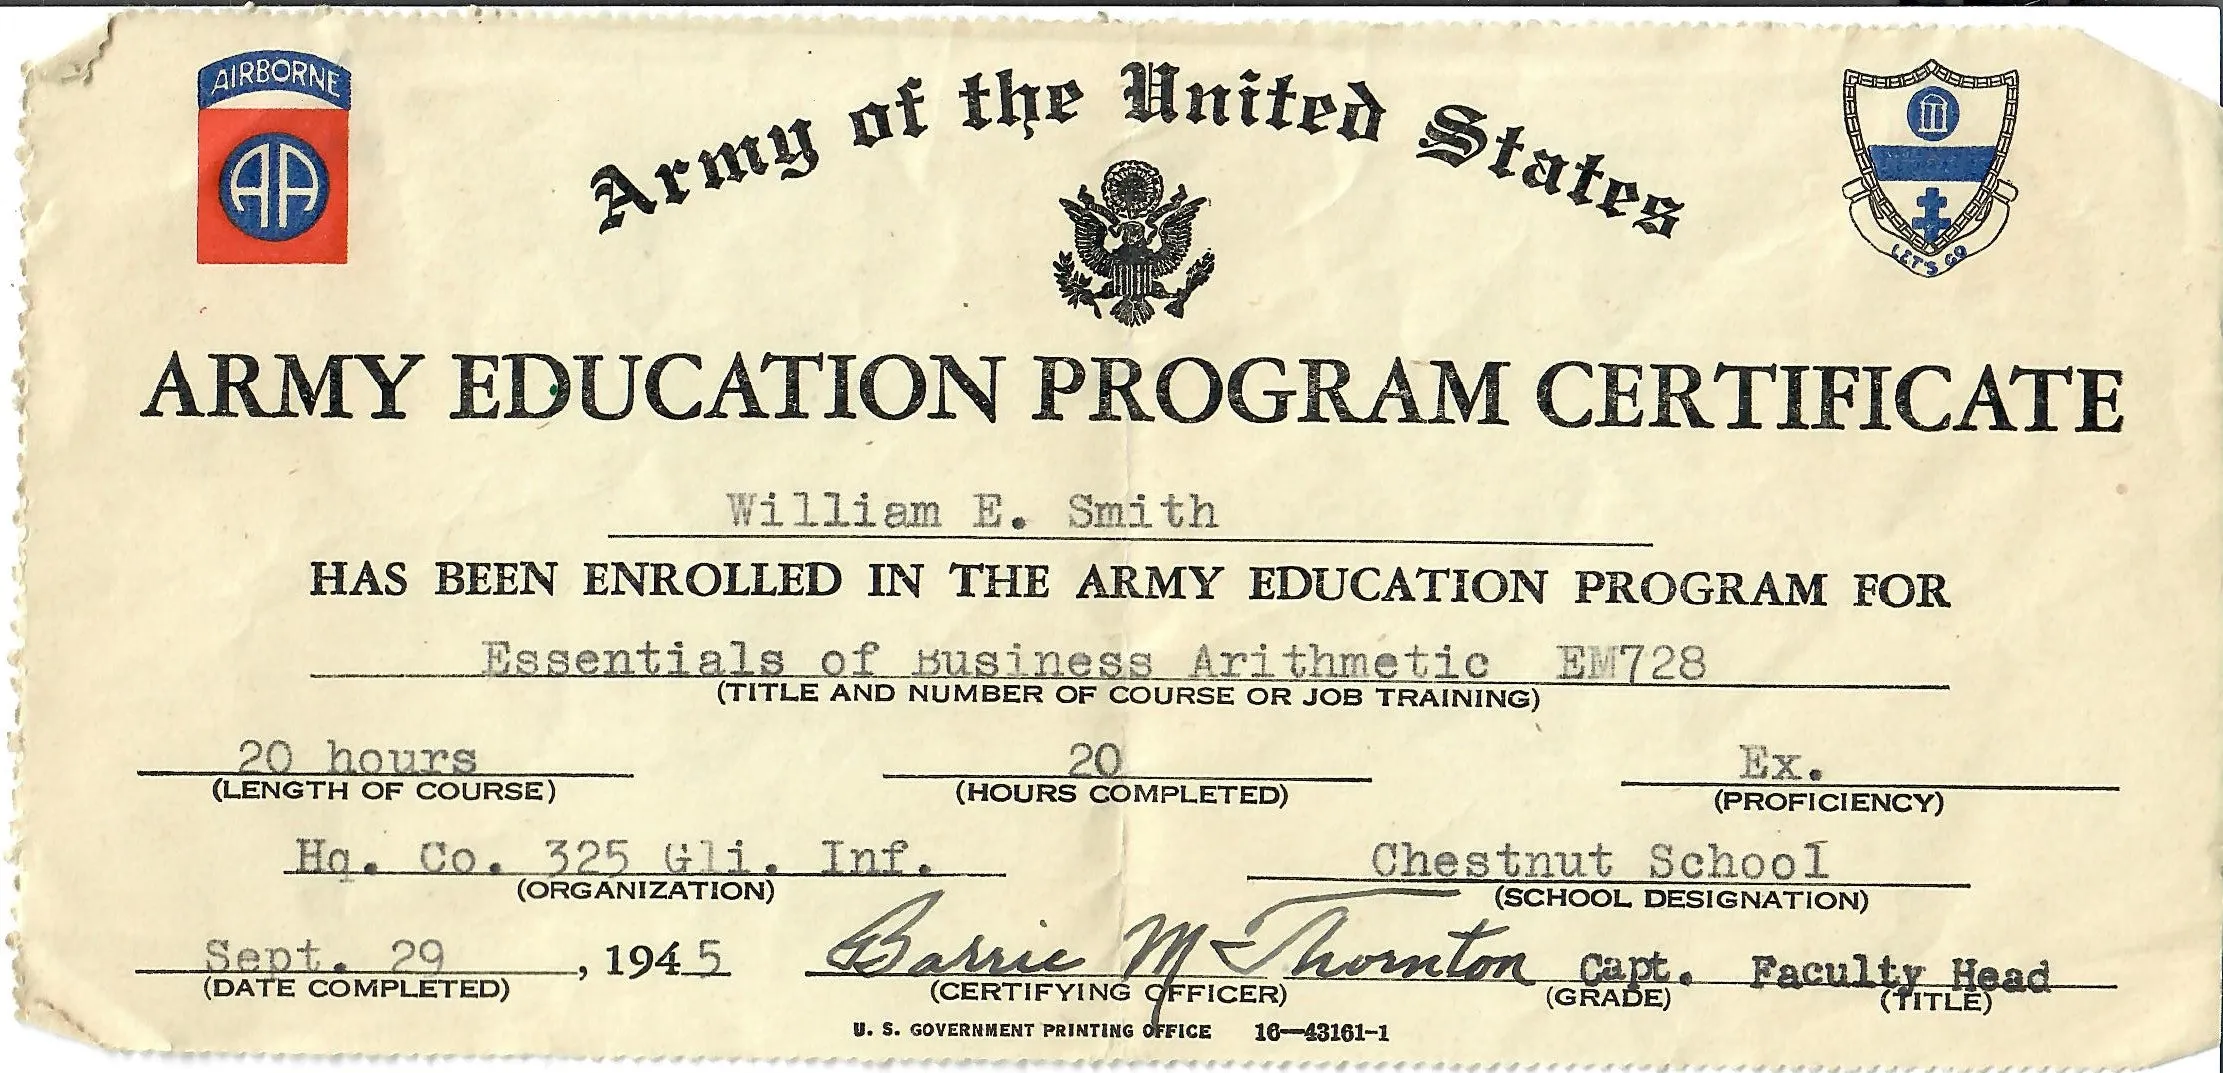 AIRBORNE
AA
Army of the United States
LET'S GO
ARMY EDUCATION PROGRAM CERTIFICATE
William E. Smith
HAS BEEN ENROLLED IN THE ARMY EDUCATION PROGRAM FOR
Essentials of Business Arithmetic EM728
(TITLE AND NUMBER OF COURSE OR JOB TRAINING)
20 hours 20 Ex.
(LENGTH OF COURSE) (HOURS COMPLETED) (PROFICIENCY)
Hq. Co. 325 Gli. Inf. Chestnut School
(ORGANIZATION) (SCHOOL DESIGNATION)
Sept. 29, 1945 Barrie M Thornton Capt. Faculty Head
(DATE COMPLETED) (CERTIFYING OFFICER) (GRADE) (TITLE)
U. S. GOVERNMENT PRINTING OFFICE 16—43161-1